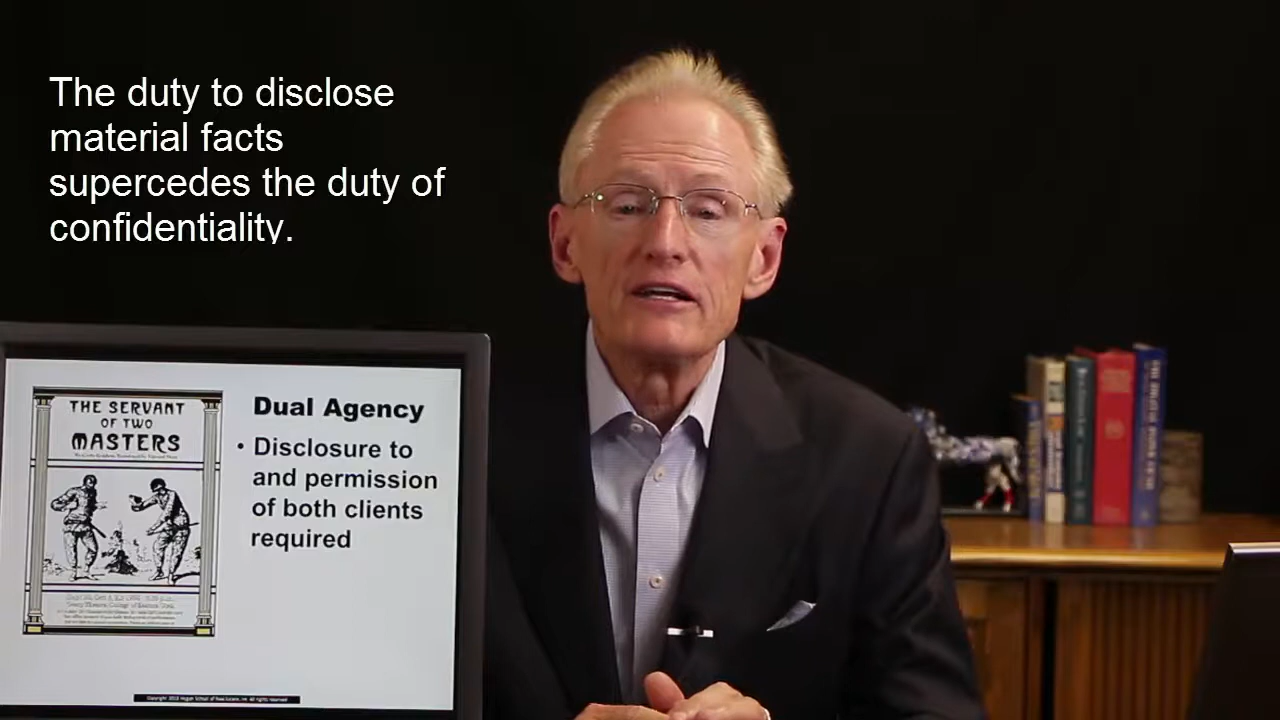 The duty to disclose
material facts
supercedes the duty of
confidentiality.
THE SERVANT
OF TWO
MASTERS
Dual Agency
• Disclosure to
and permission
of both clients
required